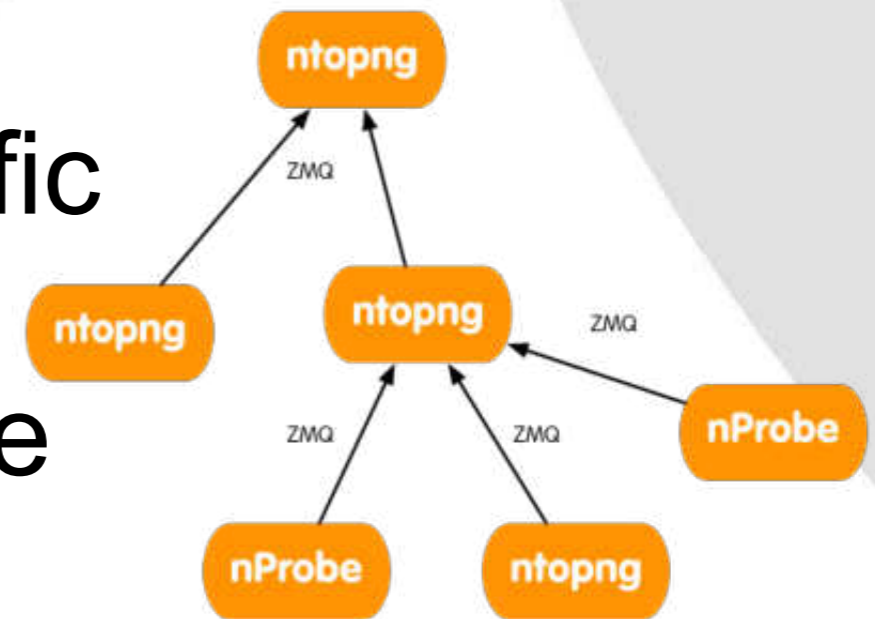 ntopng
fic
ZMQ
ntopng
ntopng
ZMQ
e
ZMQ
ZMQ
nProbe
nProbe
ntopng